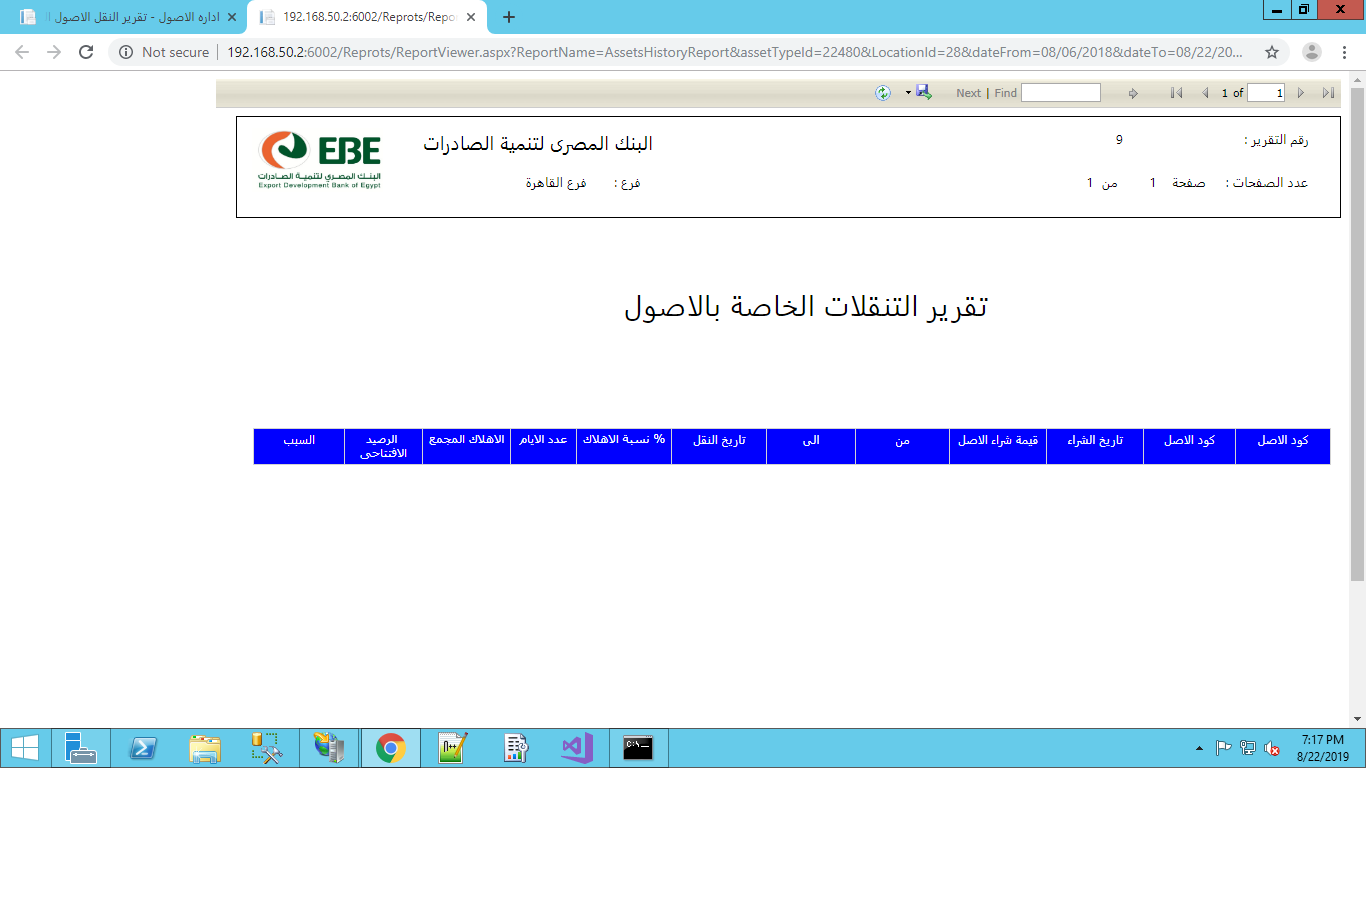 اداره الاصول - تقرير النقل الاصول ا
192.168.50.2:6002/Reprots/Repo
Not secure
192.168.50.2:6002/Reprots/ReportViewer.aspx?ReportName=AssetsHistoryReport&assetTypeId=22480&LocationId=28&dateFrom=08/06/2018&dateTo=08/22/20...
Next | Find
1 of 1
رقم التقرير : 9
البنك المصرى لتنمية الصادرات
EBE
البنك المصري لتنمية الصادرات
Export Development Bank of Egypt
عدد الصفحات : صفحة 1 من 1
فرع : فرع القاهرة
تقرير التنقلات الخاصة بالاصول
كود الاصل
كود الاصل
تاريخ الشراء
قيمة شراء الاصل
من
الى
تاريخ النقل
% نسبة الاهلاك
عدد الايام
الاهلاك المجمع
الرصيد
الافتتاحى
السبب
N++
C:\_
7:17 PM
8/22/2019